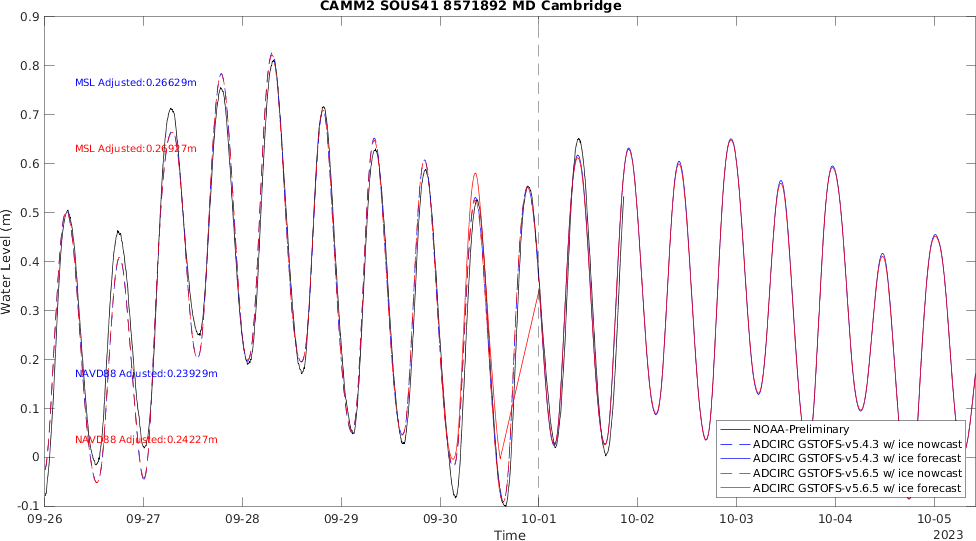 CAMM2 SOUS41 8571892 MD Cambridge
0.9
0.8
0.7
0.6
0.5
0.4
0.3
0.2
0.1
0
-0.1
Water Level (m)
MSL Adjusted:0.26629m
MSL Adjusted:0.26927m
NAVD88 Adjusted:0.23929m
NAVD88 Adjusted:0.24227m
NOAA-Preliminary
ADCIRC GSTOFS-v5.4.3 w/ ice nowcast
ADCIRC GSTOFS-v5.4.3 w/ ice forecast
ADCIRC GSTOFS-v5.6.5 w/ ice nowcast
ADCIRC GSTOFS-v5.6.5 w/ ice forecast
09-26 09-27 09-28 09-29 09-30 10-01 10-02 10-03 10-04 10-05
Time
2023